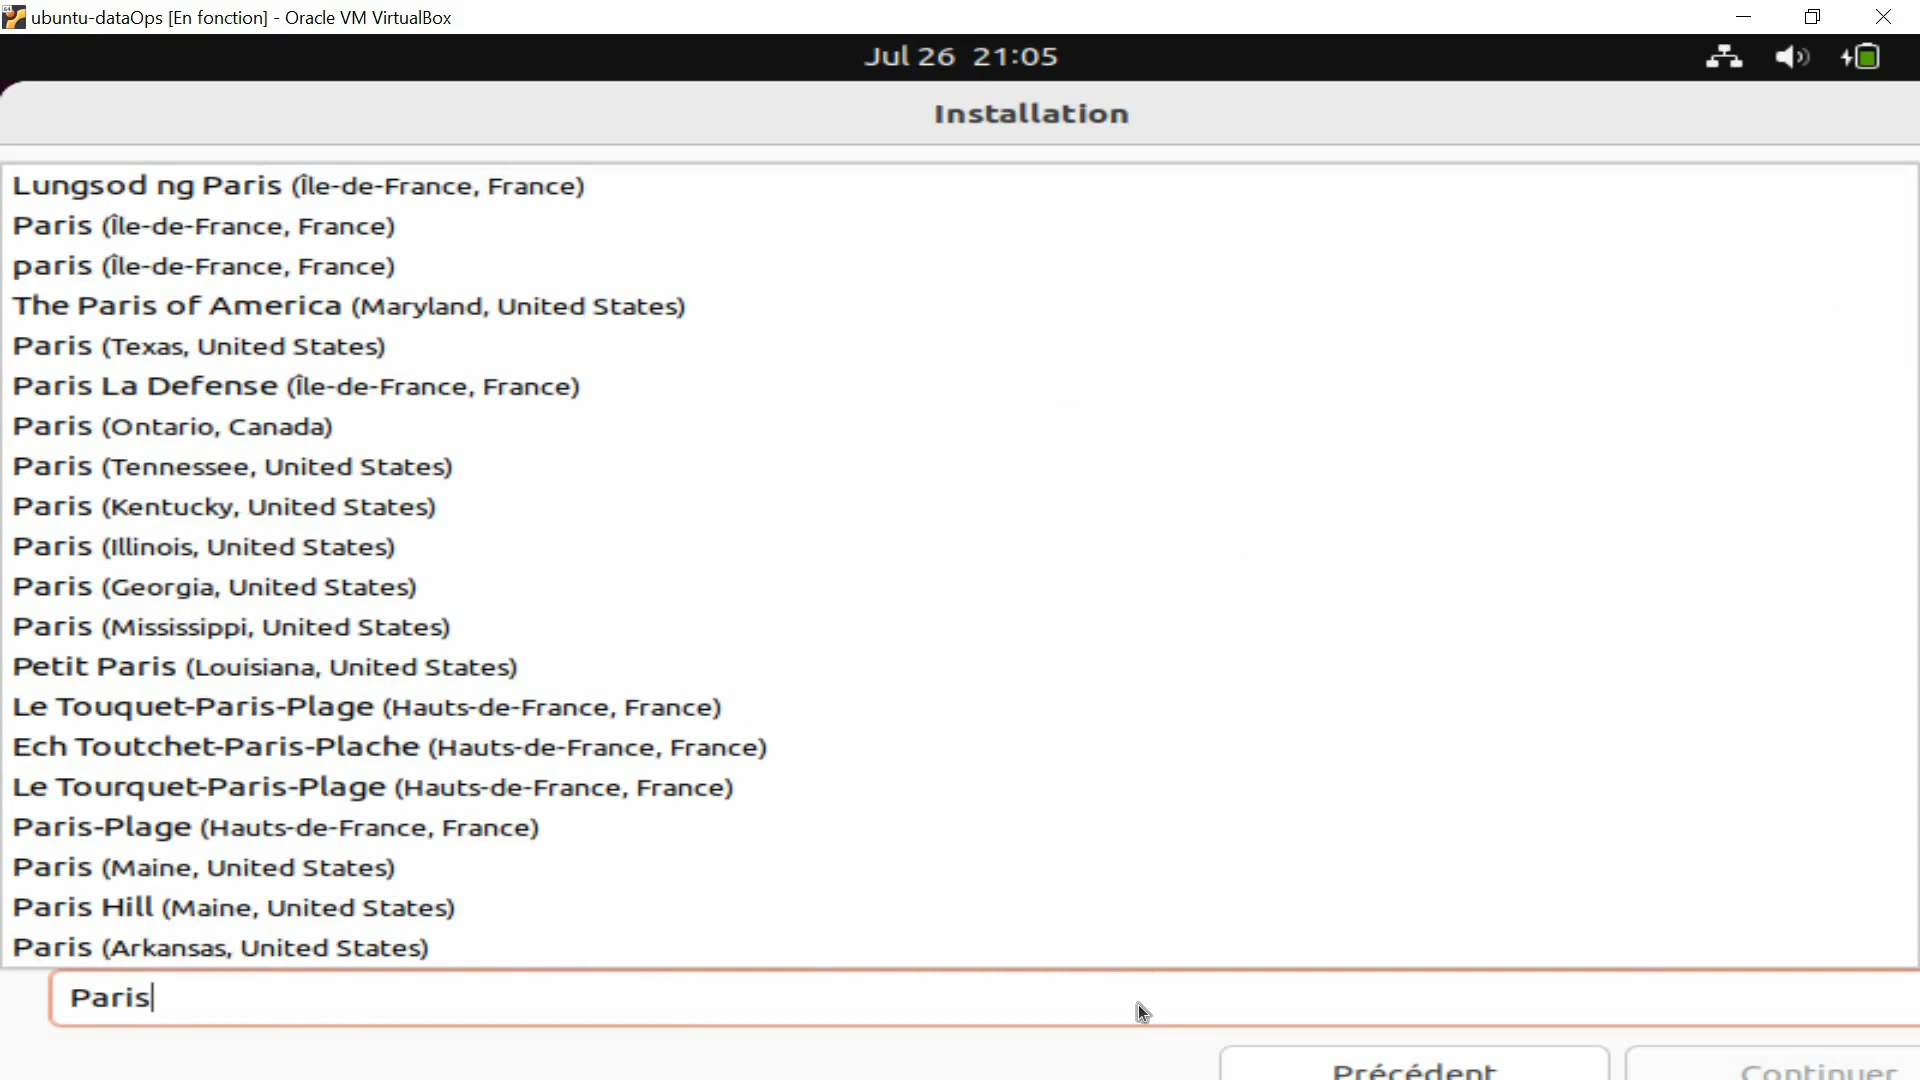 ubuntu-dataOps [En fonction] - Oracle VM VirtualBox
Jul 26 21:05
Installation
Lungsod ng Paris (Île-de-France, France)
Paris (Île-de-France, France)
paris (Île-de-France, France)
The Paris of America (Maryland, United States)
Paris (Texas, United States)
Paris La Defense (Île-de-France, France)
Paris (Ontario, Canada)
Paris (Tennessee, United States)
Paris (Kentucky, United States)
Paris (Illinois, United States)
Paris (Georgia, United States)
Paris (Mississippi, United States)
Petit Paris (Louisiana, United States)
Le Touquet-Paris-Plage (Hauts-de-France, France)
Ech Toutchet-Paris-Plache (Hauts-de-France, France)
Le Tourquet-Paris-Plage (Hauts-de-France, France)
Paris-Plage (Hauts-de-France, France)
Paris (Maine, United States)
Paris Hill (Maine, United States)
Paris (Arkansas, United States)
Paris
Précédent Continuer